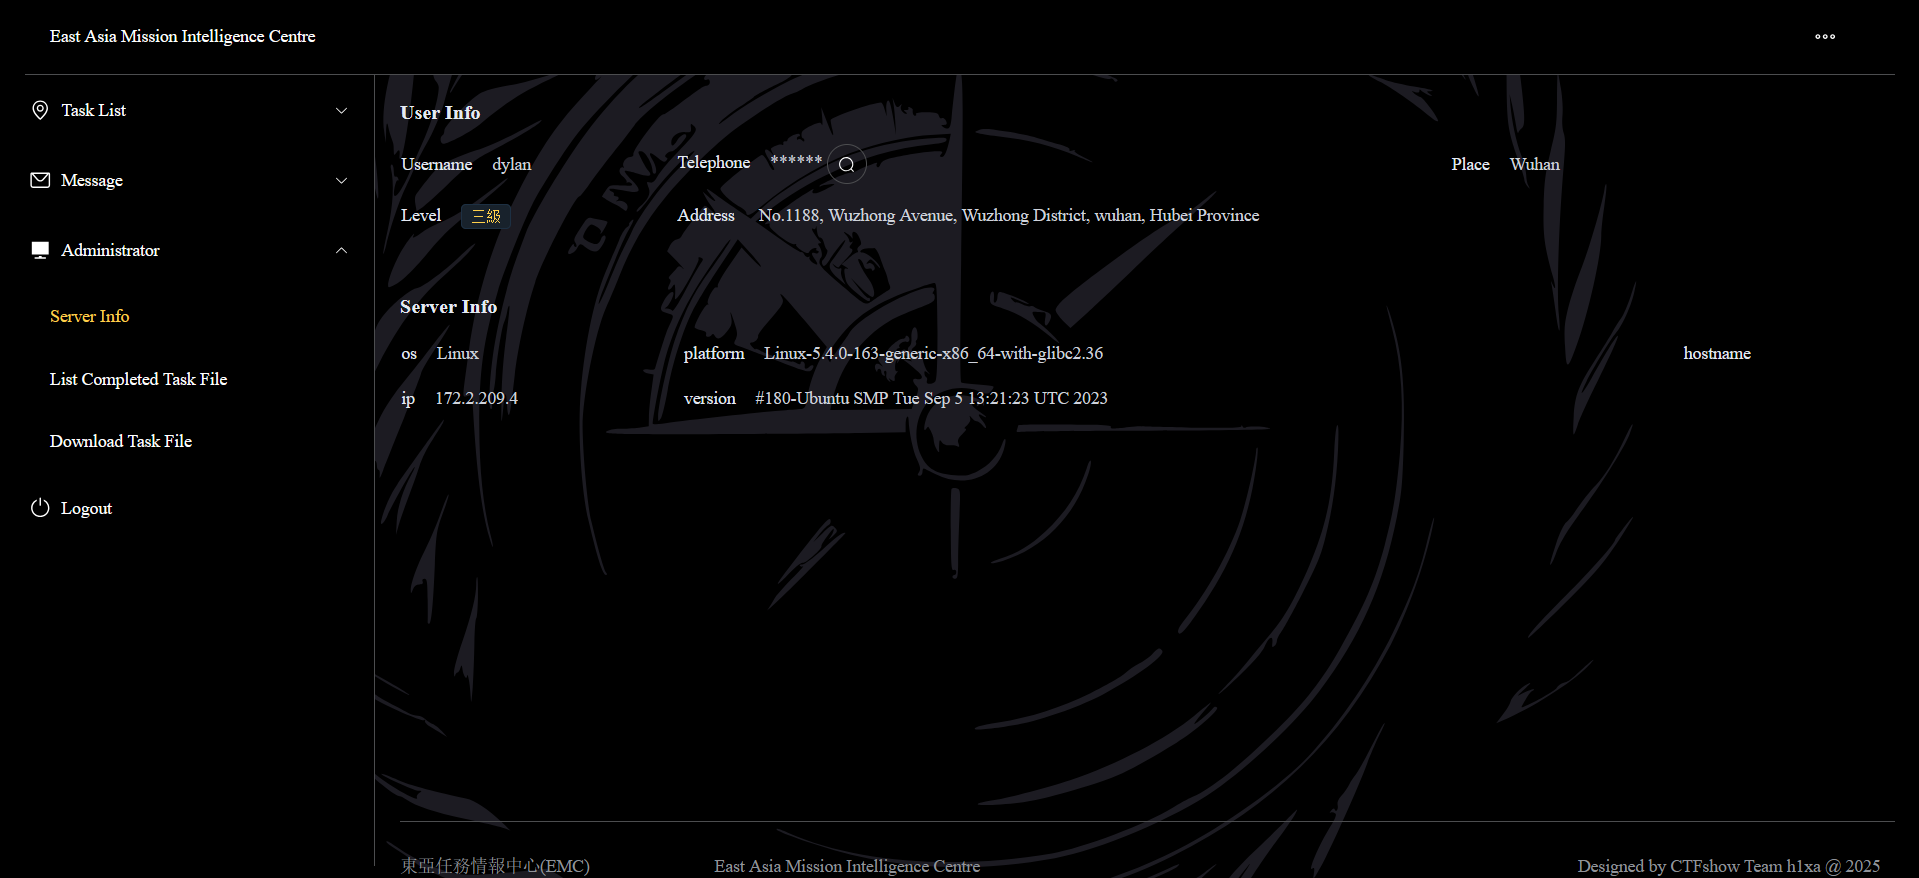 East Asia Mission Intelligence Centre
Task List
Message
Administrator
Server Info
List Completed Task File
Download Task File
Logout
User Info
Username dylan
Telephone ******
Place Wuhan
Level 三級
Address No.1188, Wuzhong Avenue, Wuzhong District, wuhan, Hubei Province
Server Info
os Linux
platform Linux-5.4.0-163-generic-x86_64-with-glibc2.36
hostname
ip 172.2.209.4
version #180-Ubuntu SMP Tue Sep 5 13:21:23 UTC 2023
東亞任務情報中心(EMC)
East Asia Mission Intelligence Centre
Designed by CTFshow Team h1xa @ 2025